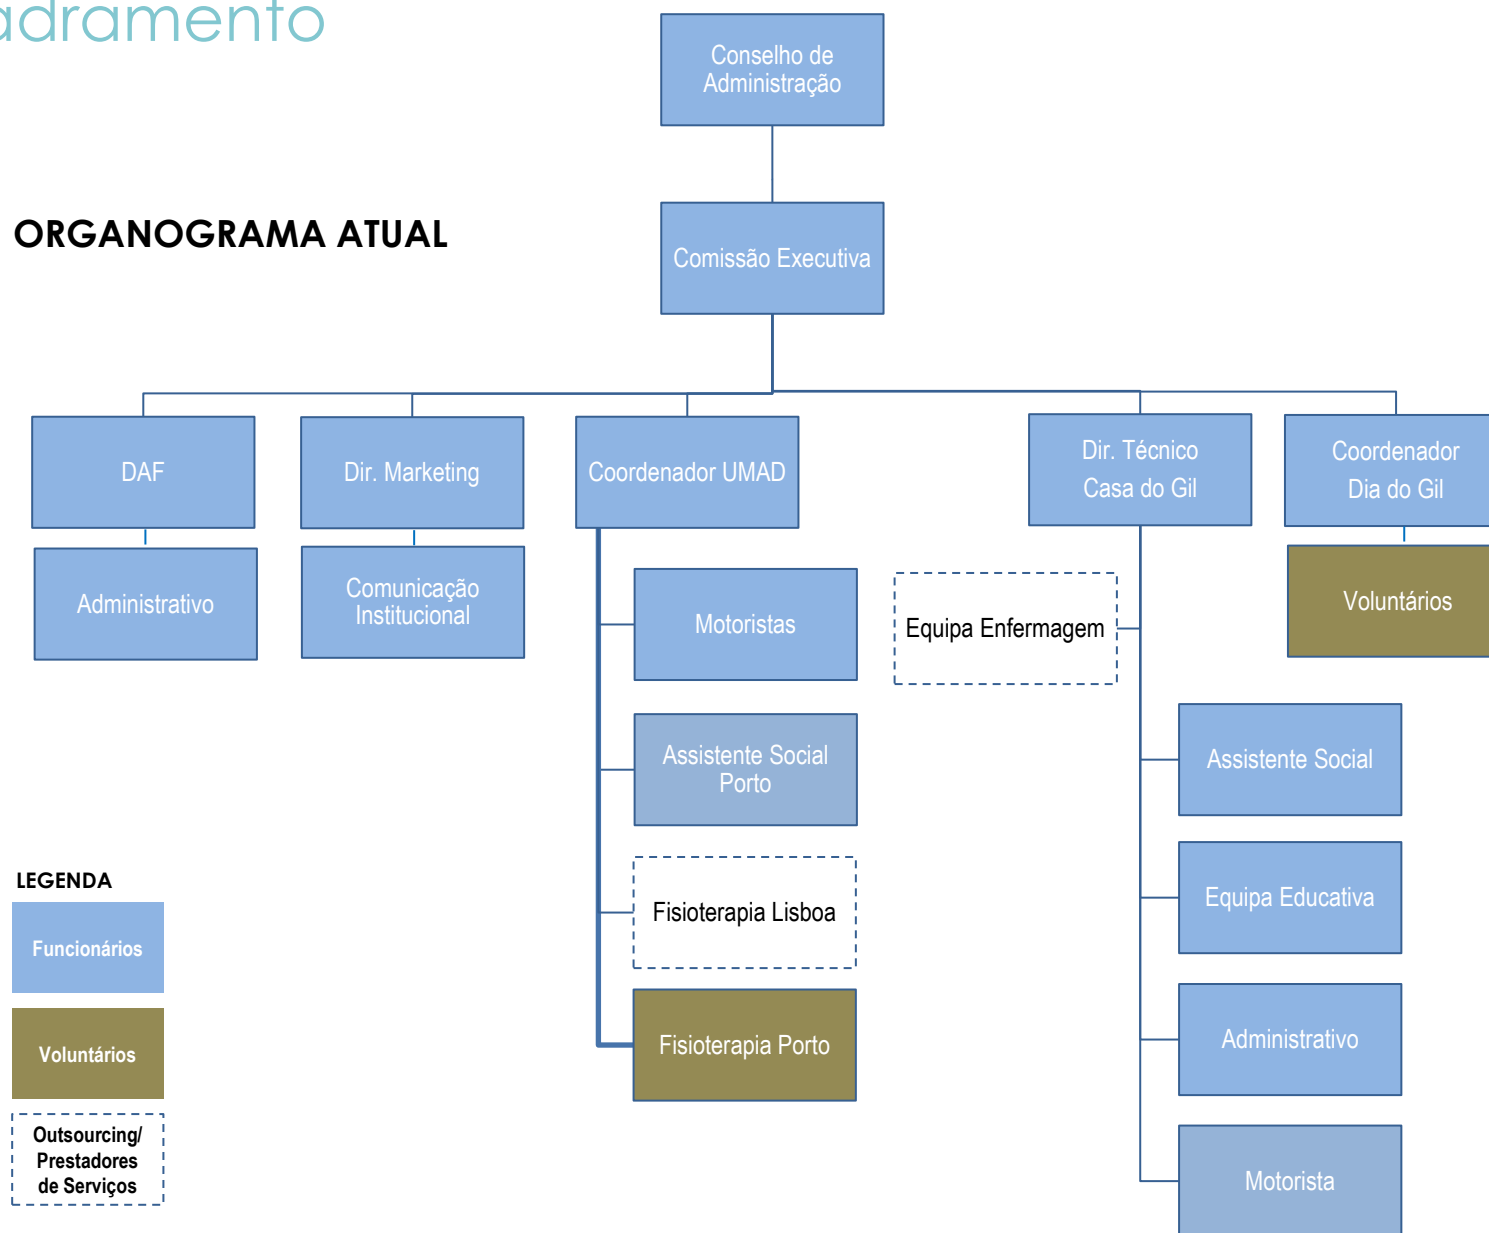 adramento
Conselho de
Administração
ORGANOGRAMA ATUAL
Comissão Executiva
DAF
Dir. Marketing
Coordenador UMAD
Dir. Técnico
Casa do Gil
Coordenador
Dia do Gil
Administrativo
Comunicação
Institucional
Motoristas
Equipa Enfermagem
Voluntários
Assistente Social
Porto
Assistente Social
Fisioterapia Lisboa
Equipa Educativa
Fisioterapia Porto
Administrativo
Motorista
LEGENDA
Funcionários
Voluntários
Outsourcing/
Prestadores
de Serviços